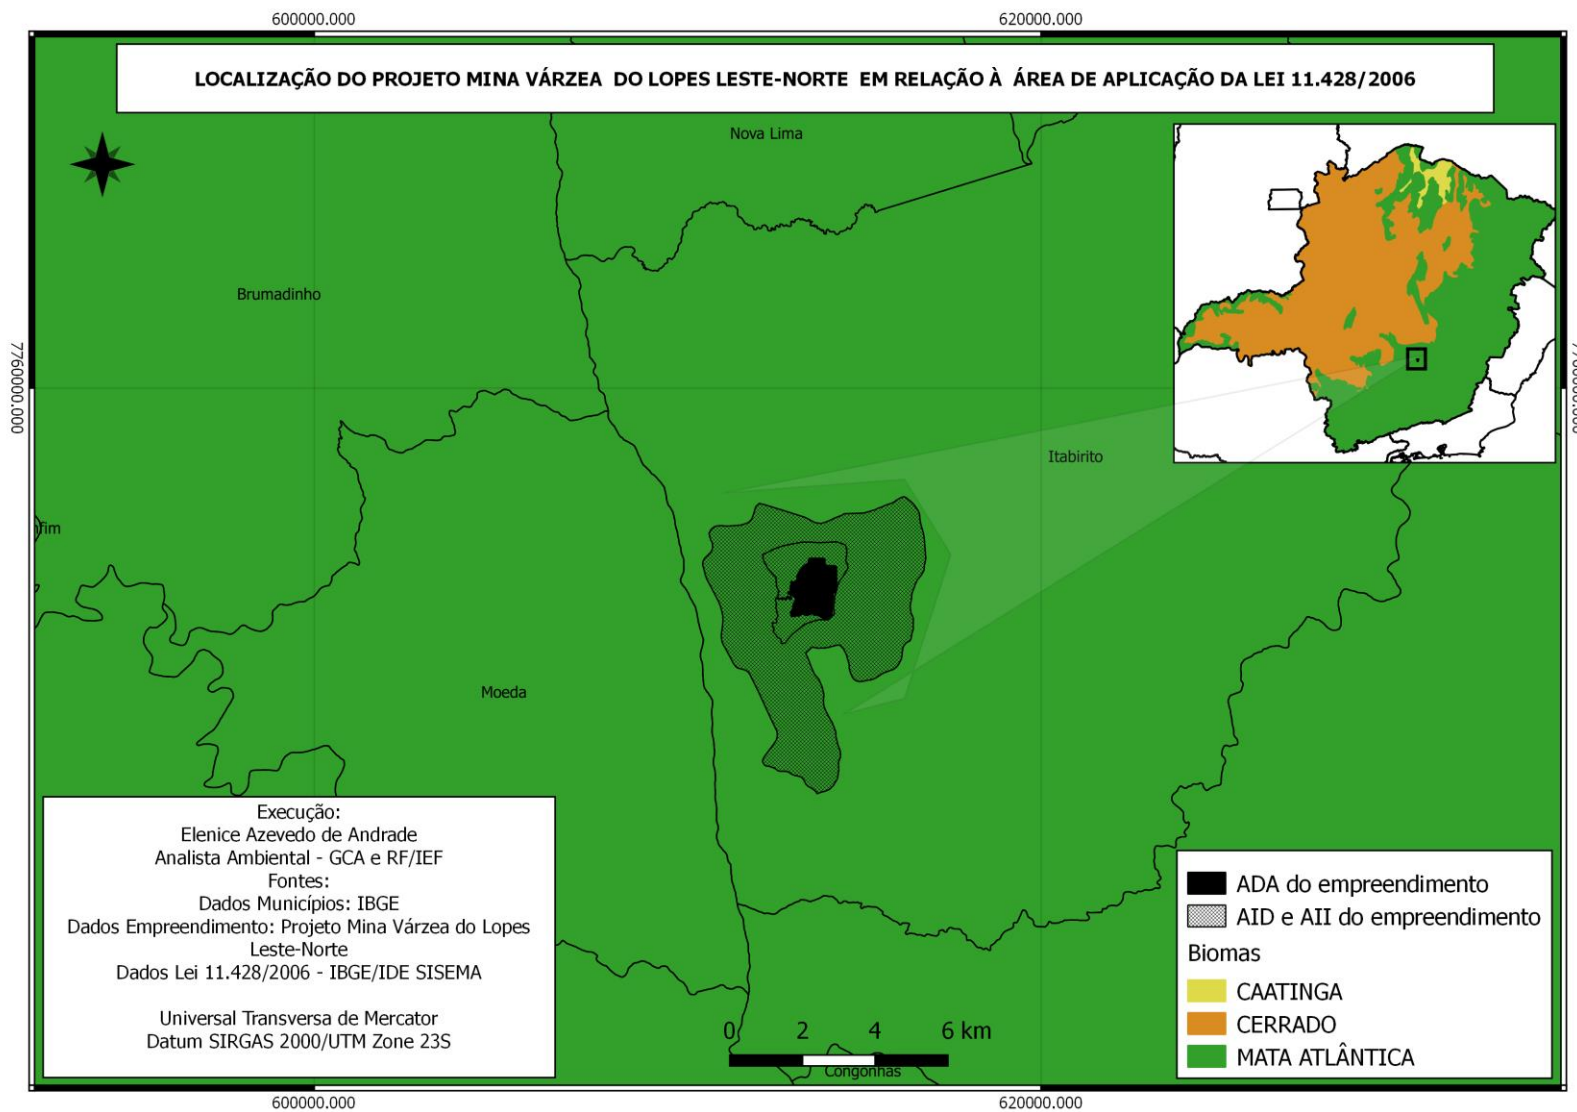 600000.000
620000.000
LOCALIZAÇÃO DO PROJETO MINA VÁRZEA DO LOPES LESTE-NORTE EM RELAÇÃO À ÁREA DE APLICAÇÃO DA LEI 11.428/2006
Nova Lima
Brumadinho
7760000.000
Itabirito
Moeda
Execução:
Elenice Azevedo de Andrade
Analista Ambiental - GCA e RF/IEF
Fontes:
Dados Municípios: IBGE
Dados Empreendimento: Projeto Mina Várzea do Lopes
Leste-Norte
Dados Lei 11.428/2006 - IBGE/IDE SISEMA
Universal Transversa de Mercator
Datum SIRGAS 2000/UTM Zone 23S
0 2 4 6 km
Congonhas
ADA do empreendimento
AID e AII do empreendimento
Biomas
CAATINGA
CERRADO
MATA ATLÂNTICA
600000.000
620000.000